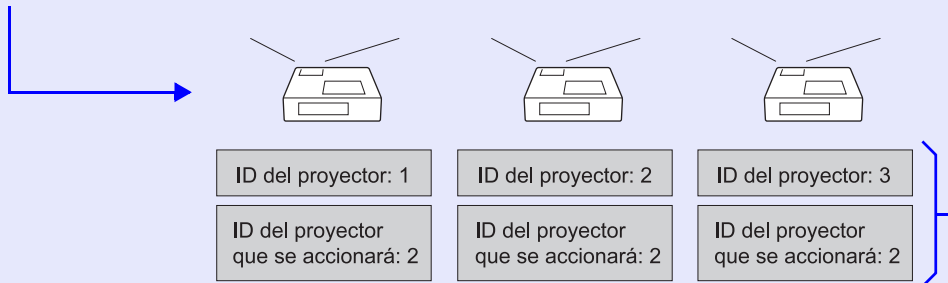 ID del proyector: 1
ID del proyector: 2
ID del proyector: 3
ID del proyector
que se accionará: 2
ID del proyector
que se accionará: 2
ID del proyector
que se accionará: 2